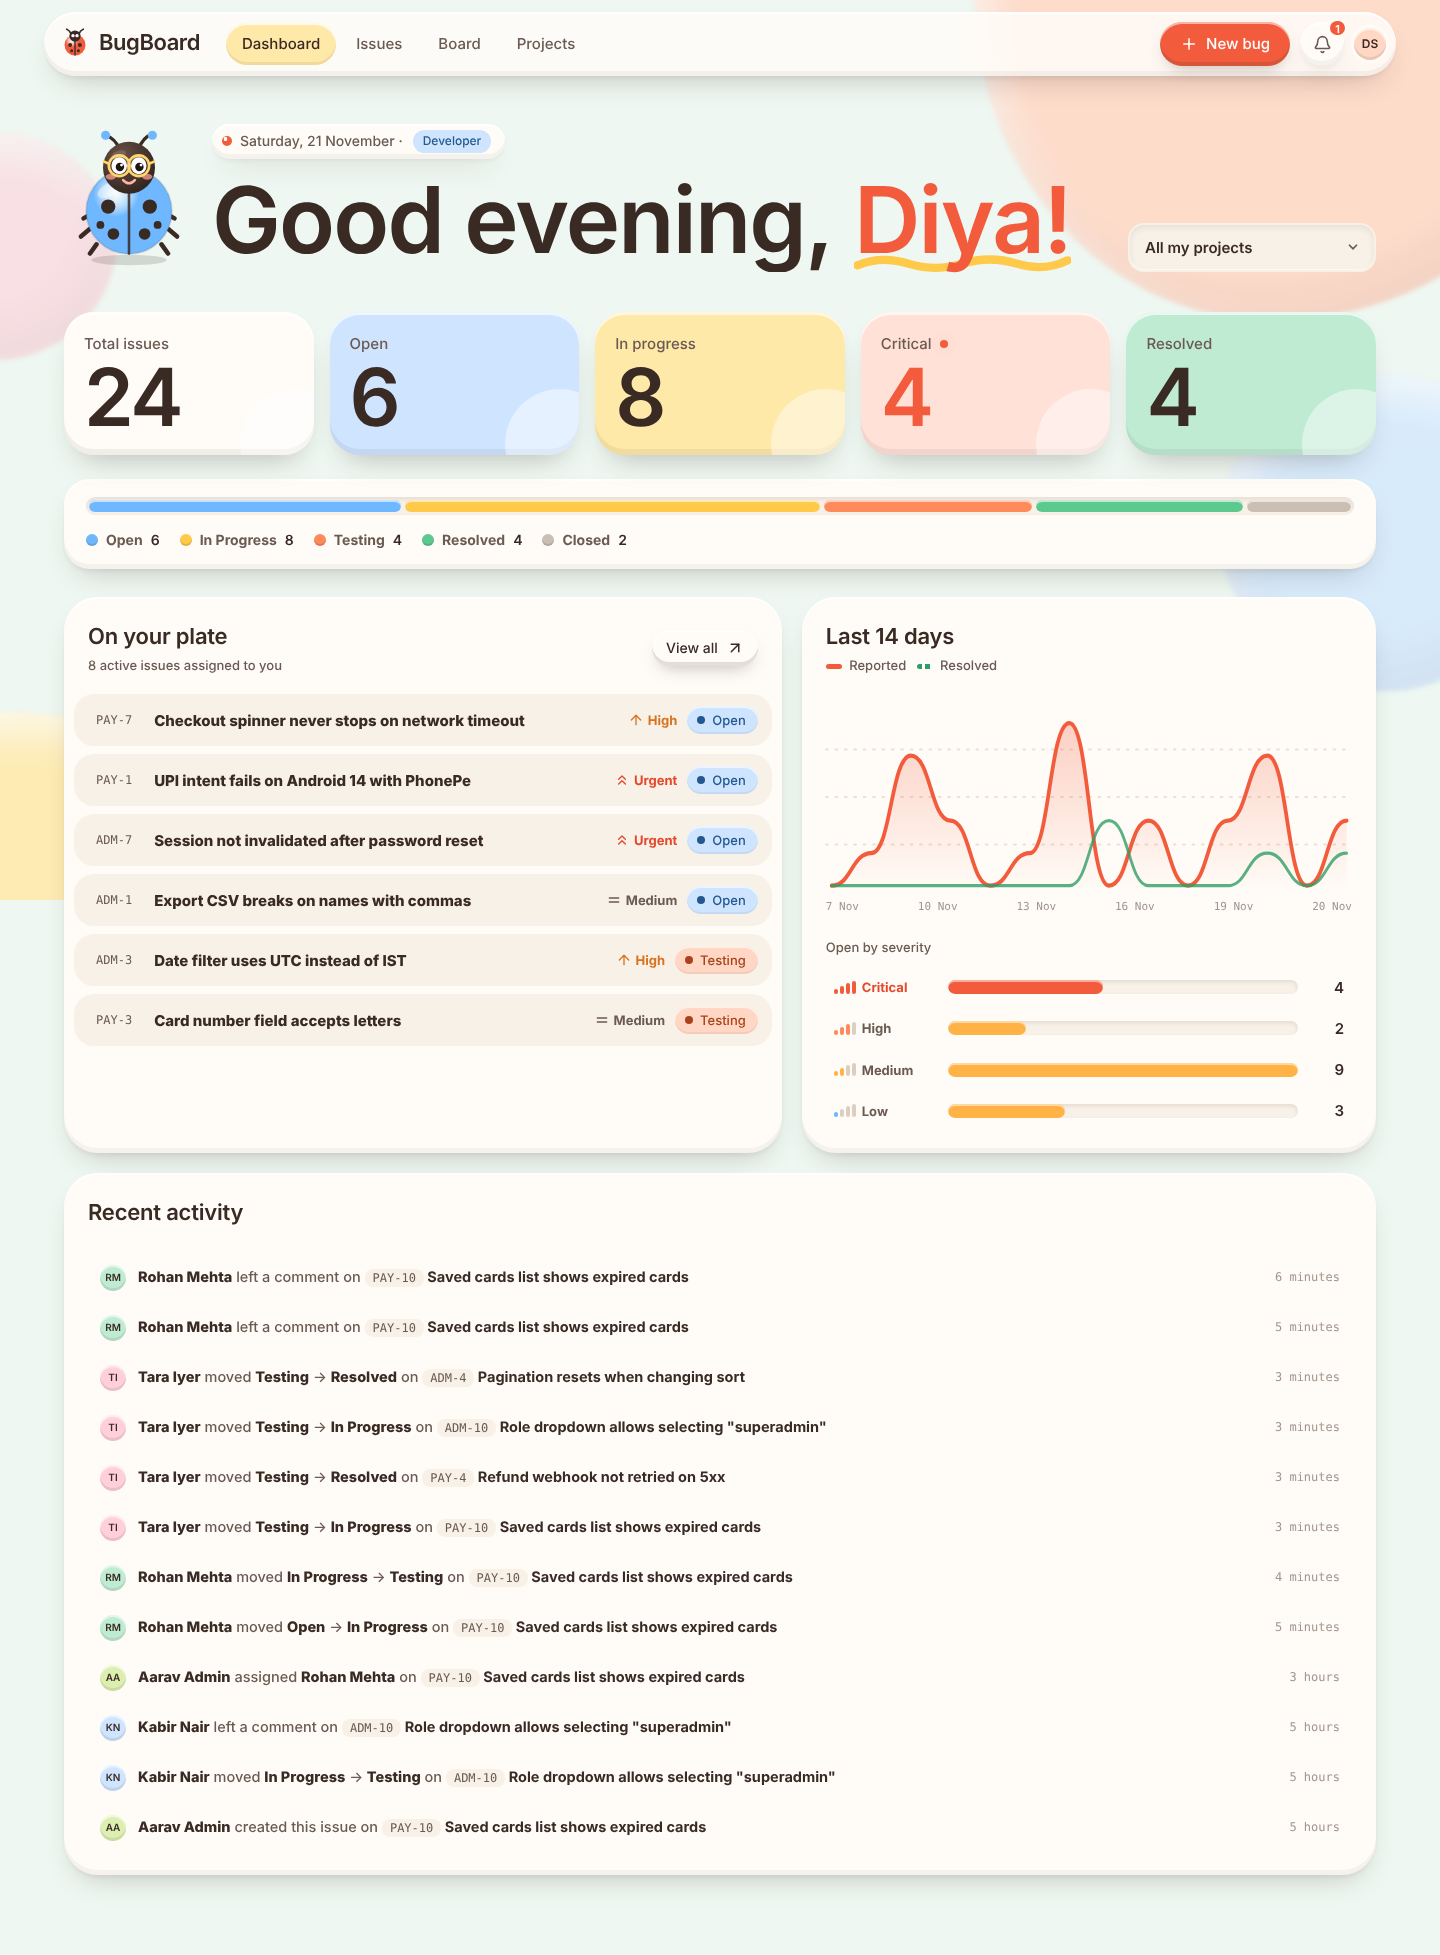 BugBoard
Dashboard
Issues
Board
Projects
New bug
1
DS
Saturday, 21 November ·
Developer
Good evening, Diya!
All my projects
Total issues
24
Open
6
In progress
8
Critical
4
Resolved
4
Open 6
In Progress 8
Testing 4
Resolved 4
Closed 2
On your plate
8 active issues assigned to you
View all
PAY-7 Checkout spinner never stops on network timeout High Open
PAY-1 UPI intent fails on Android 14 with PhonePe Urgent Open
ADM-7 Session not invalidated after password reset Urgent Open
ADM-1 Export CSV breaks on names with commas Medium Open
ADM-3 Date filter uses UTC instead of IST High Testing
PAY-3 Card number field accepts letters Medium Testing
Last 14 days
Reported Resolved
7 Nov 10 Nov 13 Nov 16 Nov 19 Nov 20 Nov
Open by severity
Critical 4
High 2
Medium 9
Low 3
Recent activity
RM Rohan Mehta left a comment on PAY-10 Saved cards list shows expired cards 6 minutes
RM Rohan Mehta left a comment on PAY-10 Saved cards list shows expired cards 5 minutes
TI Tara Iyer moved Testing → Resolved on ADM-4 Pagination resets when changing sort 3 minutes
TI Tara Iyer moved Testing → In Progress on ADM-10 Role dropdown allows selecting "superadmin" 3 minutes
TI Tara Iyer moved Testing → Resolved on PAY-4 Refund webhook not retried on 5xx 3 minutes
TI Tara Iyer moved Testing → In Progress on PAY-10 Saved cards list shows expired cards 3 minutes
RM Rohan Mehta moved In Progress → Testing on PAY-10 Saved cards list shows expired cards 4 minutes
RM Rohan Mehta moved Open → In Progress on PAY-10 Saved cards list shows expired cards 5 minutes
AA Aarav Admin assigned Rohan Mehta on PAY-10 Saved cards list shows expired cards 3 hours
KN Kabir Nair left a comment on ADM-10 Role dropdown allows selecting "superadmin" 5 hours
KN Kabir Nair moved In Progress → Testing on ADM-10 Role dropdown allows selecting "superadmin" 5 hours
AA Aarav Admin created this issue on PAY-10 Saved cards list shows expired cards 5 hours